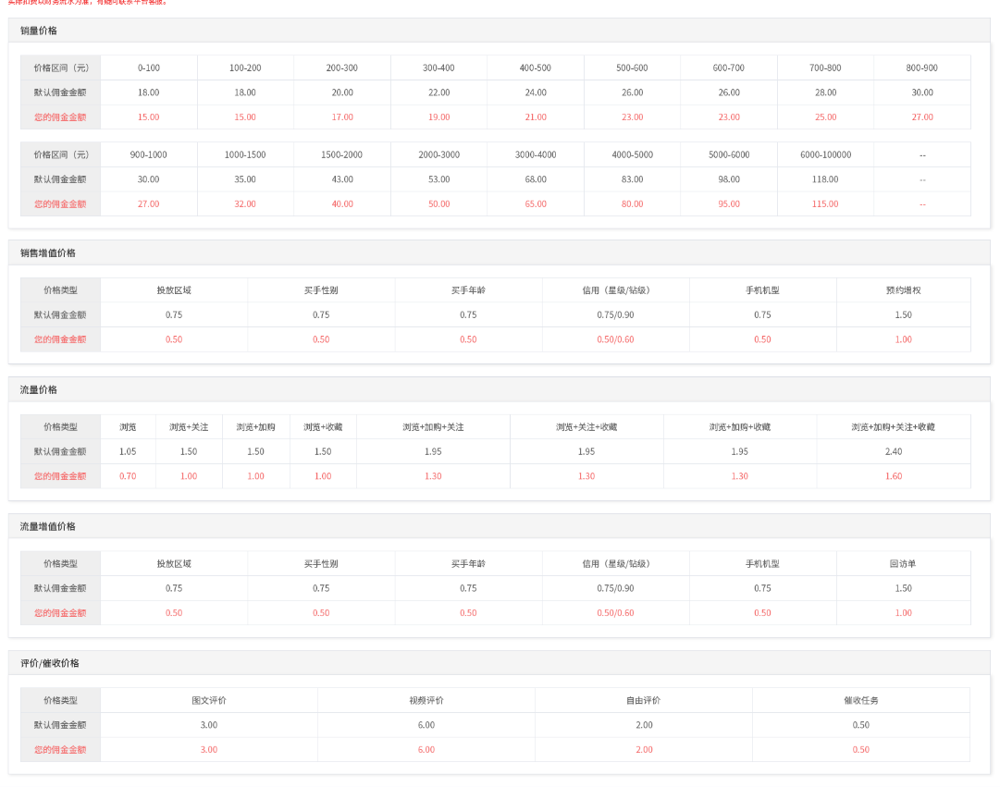 实际扣费以财务流水为准，有疑问联系平台客服。
销量价格
价格区间（元） 0-100 100-200 200-300 300-400 400-500 500-600 600-700 700-800 800-900
默认佣金金额 18.00 18.00 20.00 22.00 24.00 26.00 26.00 28.00 30.00
您的佣金金额 15.00 15.00 17.00 19.00 21.00 23.00 23.00 25.00 27.00
价格区间（元） 900-1000 1000-1500 1500-2000 2000-3000 3000-4000 4000-5000 5000-6000 6000-100000 --
默认佣金金额 30.00 35.00 43.00 53.00 68.00 83.00 98.00 118.00 --
您的佣金金额 27.00 32.00 40.00 50.00 65.00 80.00 95.00 115.00 --
销售增值价格
价格类型 投放区域 买手性别 买手年龄 信用（星级/钻级） 手机机型 预约增权
默认佣金金额 0.75 0.75 0.75 0.75/0.90 0.75 1.50
您的佣金金额 0.50 0.50 0.50 0.50/0.60 0.50 1.00
流量价格
价格类型 浏览 浏览+关注 浏览+加购 浏览+收藏 浏览+加购+关注 浏览+关注+收藏 浏览+加购+收藏 浏览+加购+关注+收藏
默认佣金金额 1.05 1.50 1.50 1.50 1.95 1.95 1.95 2.40
您的佣金金额 0.70 1.00 1.00 1.00 1.30 1.30 1.30 1.60
流量增值价格
价格类型 投放区域 买手性别 买手年龄 信用（星级/钻级） 手机机型 回访单
默认佣金金额 0.75 0.75 0.75 0.75/0.90 0.75 1.50
您的佣金金额 0.50 0.50 0.50 0.50/0.60 0.50 1.00
评价/催收价格
价格类型 图文评价 视频评价 自由评价 催收任务
默认佣金金额 3.00 6.00 2.00 0.50
您的佣金金额 3.00 6.00 2.00 0.50